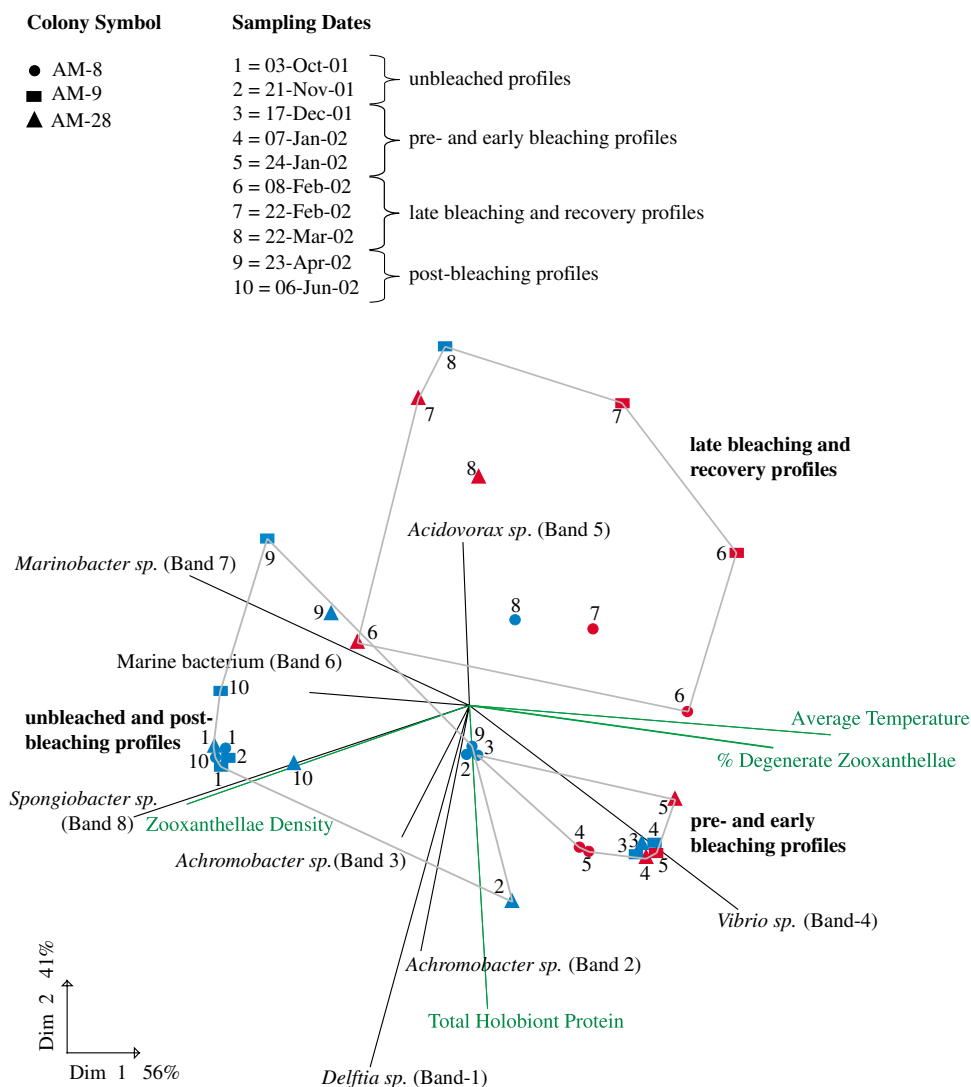 Colony Symbol
Sampling Dates
AM-8
AM-9
AM-28
1 = 03-Oct-01
2 = 21-Nov-01
unbleached profiles
3 = 17-Dec-01
4 = 07-Jan-02
5 = 24-Jan-02
pre- and early bleaching profiles
6 = 08-Feb-02
7 = 22-Feb-02
8 = 22-Mar-02
late bleaching and recovery profiles
9 = 23-Apr-02
10 = 06-Jun-02
post-bleaching profiles
8
7
7
late bleaching and
recovery profiles
8
Acidovorax sp. (Band 5)
9
6
Marinobacter sp. (Band 7)
9
8
7
6
Marine bacterium (Band 6)
10
6
unbleached and post-
bleaching profiles
Average Temperature
1
1
10
2
1
10
9
3
2
% Degenerate Zooxanthellae
Spongiobacter sp.
(Band 8)
Zooxanthellae Density
5
pre- and early
bleaching profiles
4
5
3
3
4
4
5
Achromobacter sp.(Band 3)
2
Vibrio sp. (Band-4)
Achromobacter sp. (Band 2)
Total Holobiont Protein
Delftia sp. (Band-1)
Dim 2 41%
Dim 1 56%